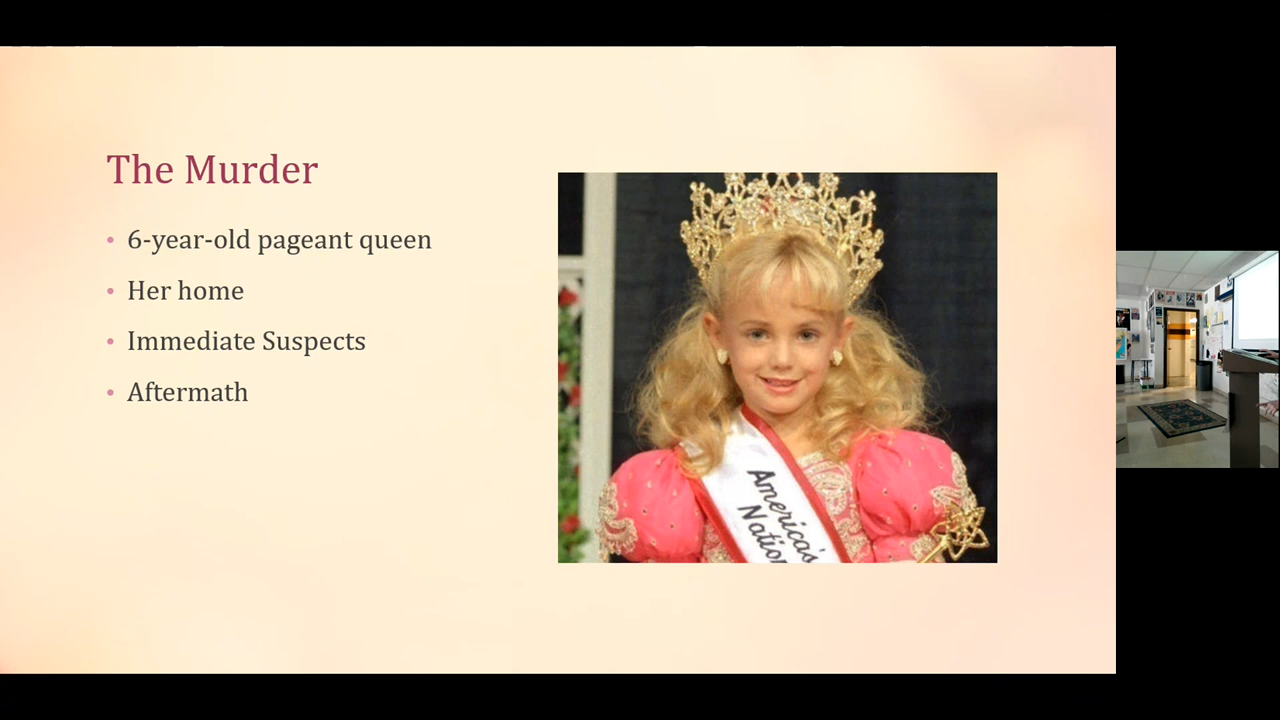 The Murder
• 6-year-old pageant queen
• Her home
• Immediate Suspects
• Aftermath
America's
Nation